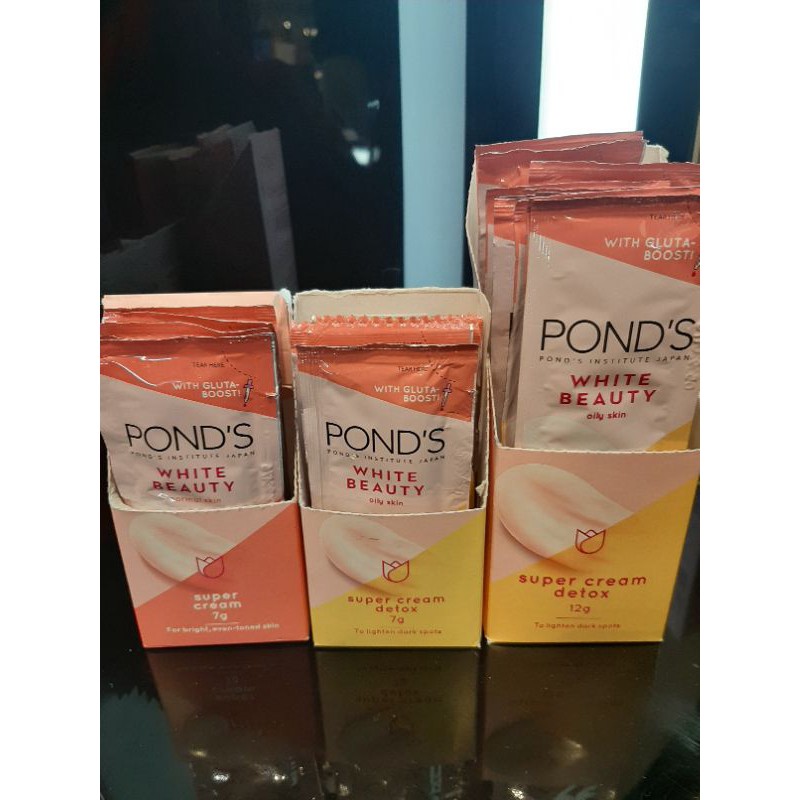 TEAR HERE
WITH GLUTA-
BOOST!
POND'S
POND'S INSTITUTE JAPAN
WHITE
BEAUTY
normal skin
super
cream
7g
For bright, even-toned skin
TEAR HERE
WITH GLUTA-
BOOST!
POND'S
POND'S INSTITUTE JAPAN
WHITE
BEAUTY
oily skin
super cream
detox
7g
To lighten dark spots
TEAR HERE
WITH GLUTA-
BOOST!
POND'S
POND'S INSTITUTE JAPAN
WHITE
BEAUTY
oily skin
super cream
detox
12g
To lighten dark spots